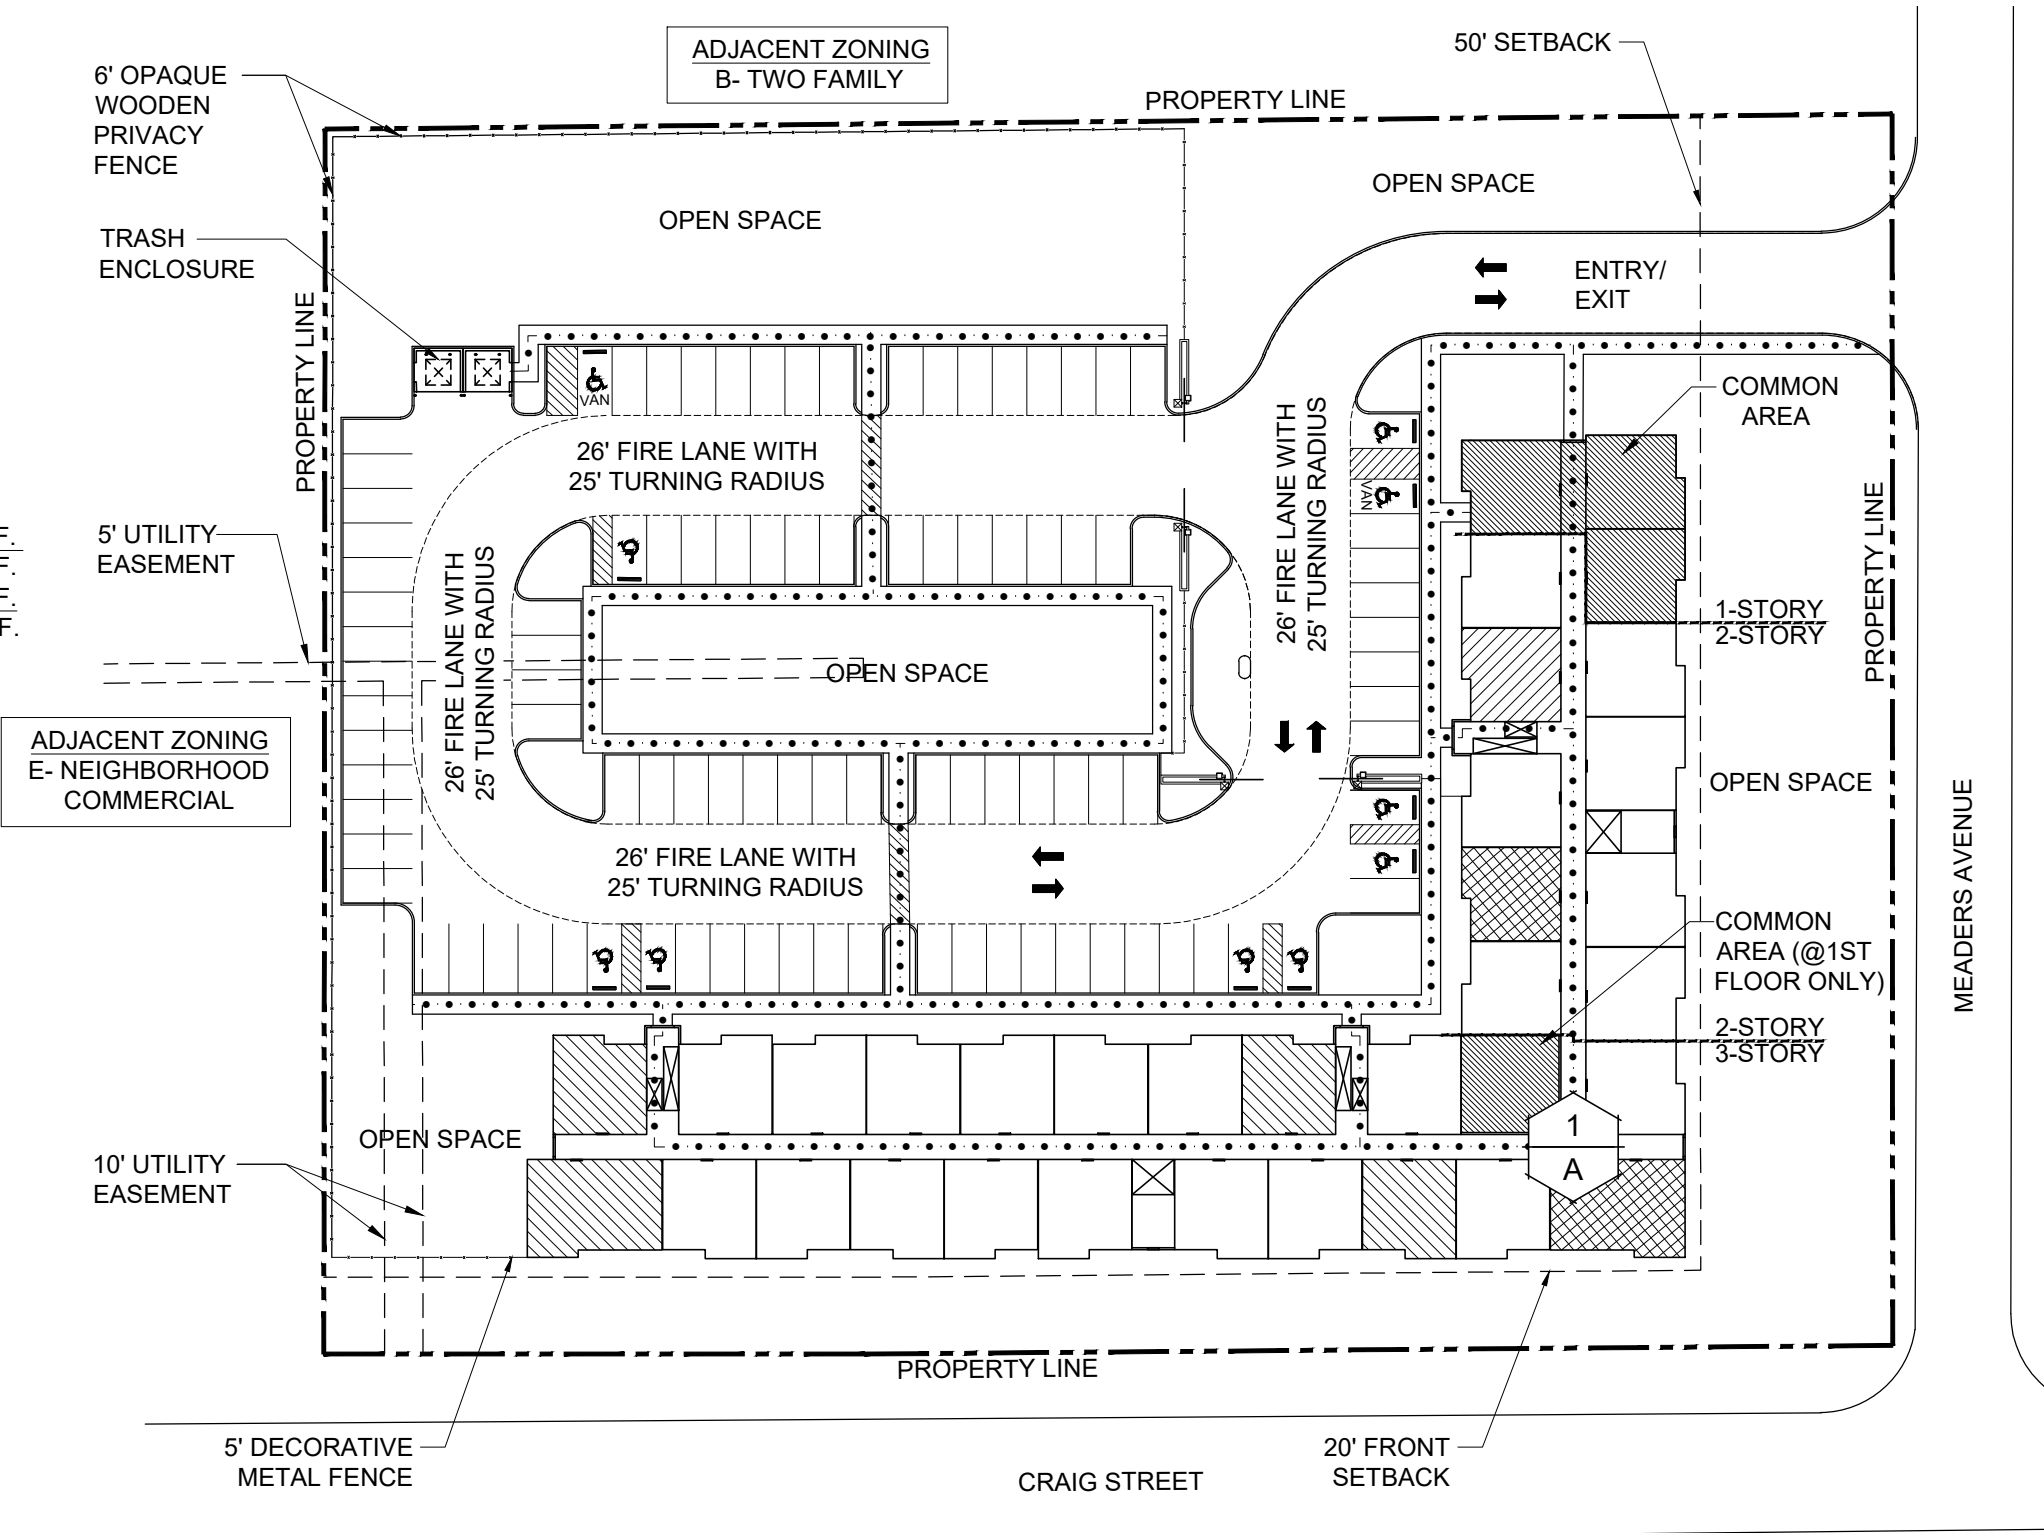 ADJACENT ZONING
B- TWO FAMILY
50' SETBACK
6' OPAQUE
WOODEN
PRIVACY
FENCE
PROPERTY LINE
OPEN SPACE
OPEN SPACE
TRASH
ENCLOSURE
ENTRY/
EXIT
PROPERTY LINE
VAN
COMMON
AREA
26' FIRE LANE WITH
25' TURNING RADIUS
26' FIRE LANE WITH
25' TURNING RADIUS
VAN
PROPERTY LINE
F.
F.
F.
F.
5' UTILITY
EASEMENT
26' FIRE LANE WITH
25' TURNING RADIUS
1-STORY
2-STORY
OPEN SPACE
ADJACENT ZONING
E- NEIGHBORHOOD
COMMERCIAL
OPEN SPACE
MEADERS AVENUE
26' FIRE LANE WITH
25' TURNING RADIUS
COMMON
AREA (@1ST
FLOOR ONLY)
2-STORY
3-STORY
OPEN SPACE
1
A
10' UTILITY
EASEMENT
PROPERTY LINE
5' DECORATIVE
METAL FENCE
20' FRONT
SETBACK
CRAIG STREET